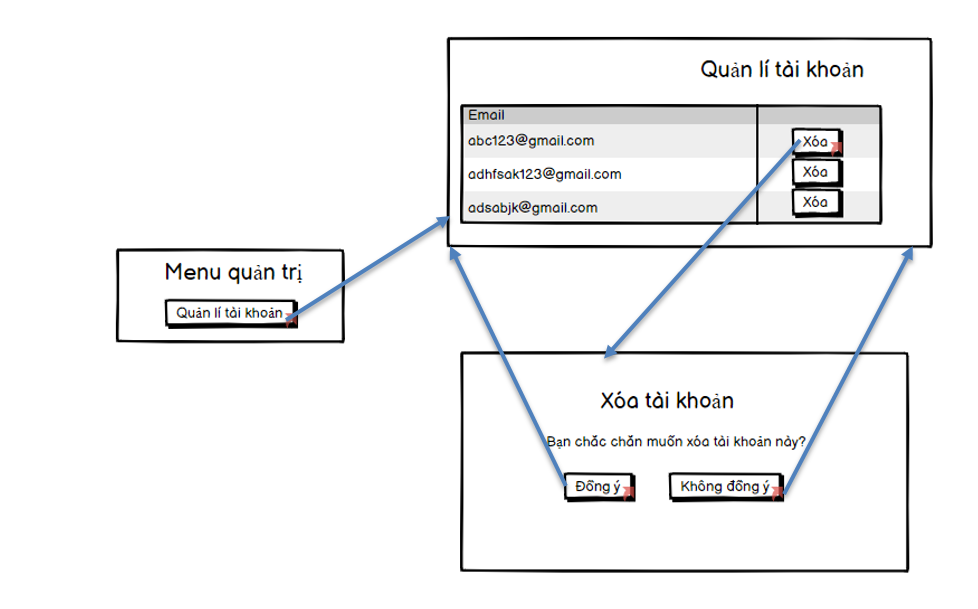 Quản lí tài khoản
Email
abc123@gmail.com
Xóa
adhfsak123@gmail.com
Xóa
adsabjk@gmail.com
Xóa
Menu quản trị
Quản lí tài khoản
Xóa tài khoản
Bạn chắc chắn muốn xóa tài khoản này?
Đồng ý
Không đồng ý